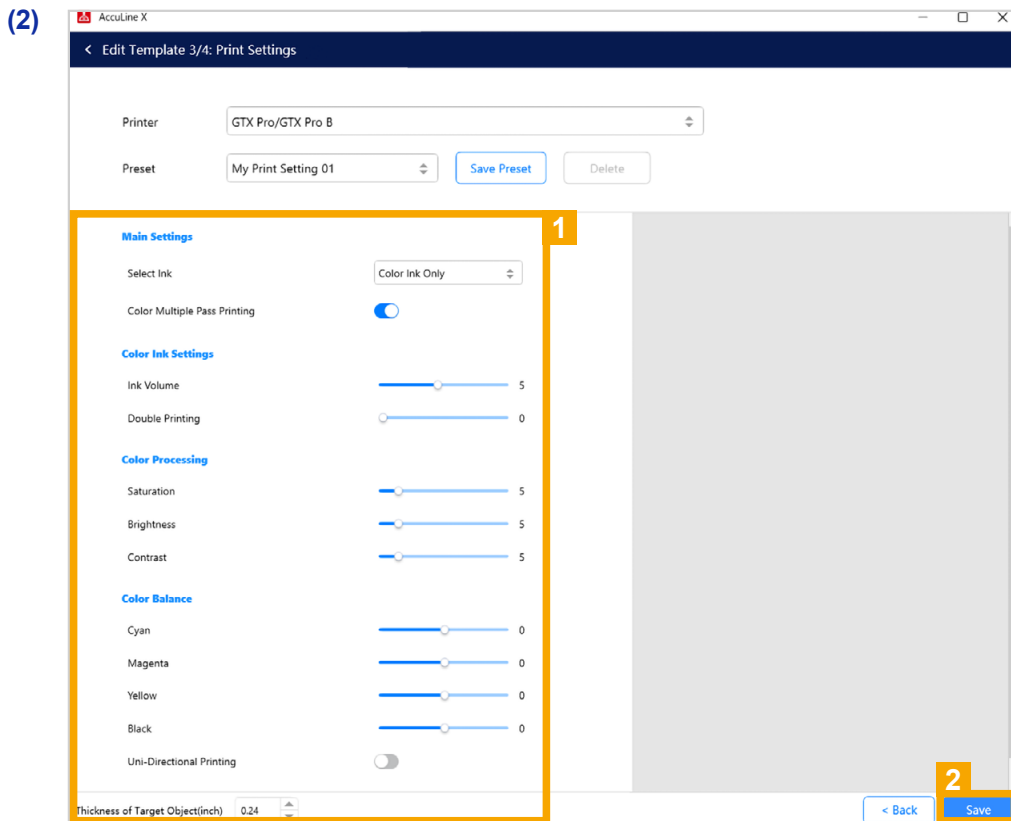 (2)
AccuLine X
< Edit Template 3/4: Print Settings
Printer GTX Pro/GTX Pro B
Preset My Print Setting 01 Save Preset Delete
1
Main Settings
Select Ink Color Ink Only
Color Multiple Pass Printing
Color Ink Settings
Ink Volume 5
Double Printing 0
Color Processing
Saturation 5
Brightness 5
Contrast 5
Color Balance
Cyan 0
Magenta 0
Yellow 0
Black 0
Uni-Directional Printing
2
Thickness of Target Object(inch) 0.24 < Back Save